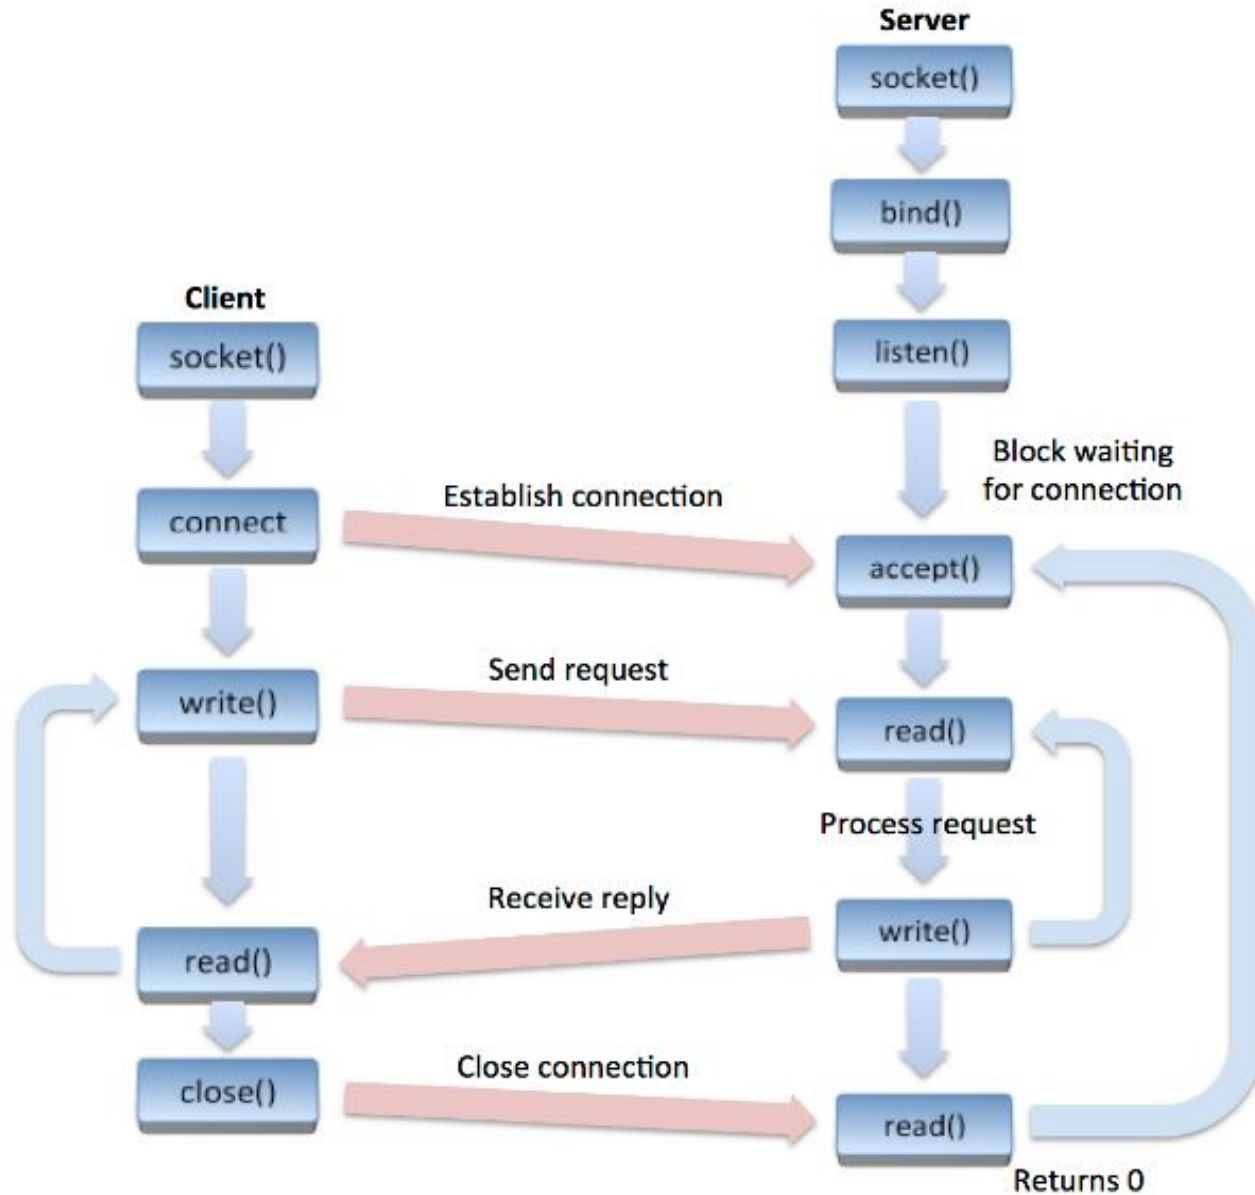 Server
socket()
bind()
Client
socket()
listen()
Block waiting
for connection
Establish connection
connect
accept()
Send request
write()
read()
Process request
Receive reply
write()
read()
Close connection
close()
read()
Returns 0